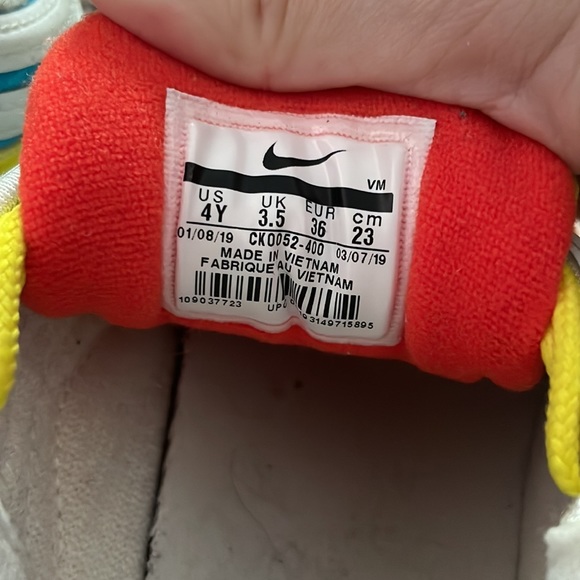 VM
US UK EUR cm
4Y 3.5 36 23
01/08/19 CK0052-400 03/07/19
MADE IN VIETNAM
FABRIQUE AU VIETNAM
109037723